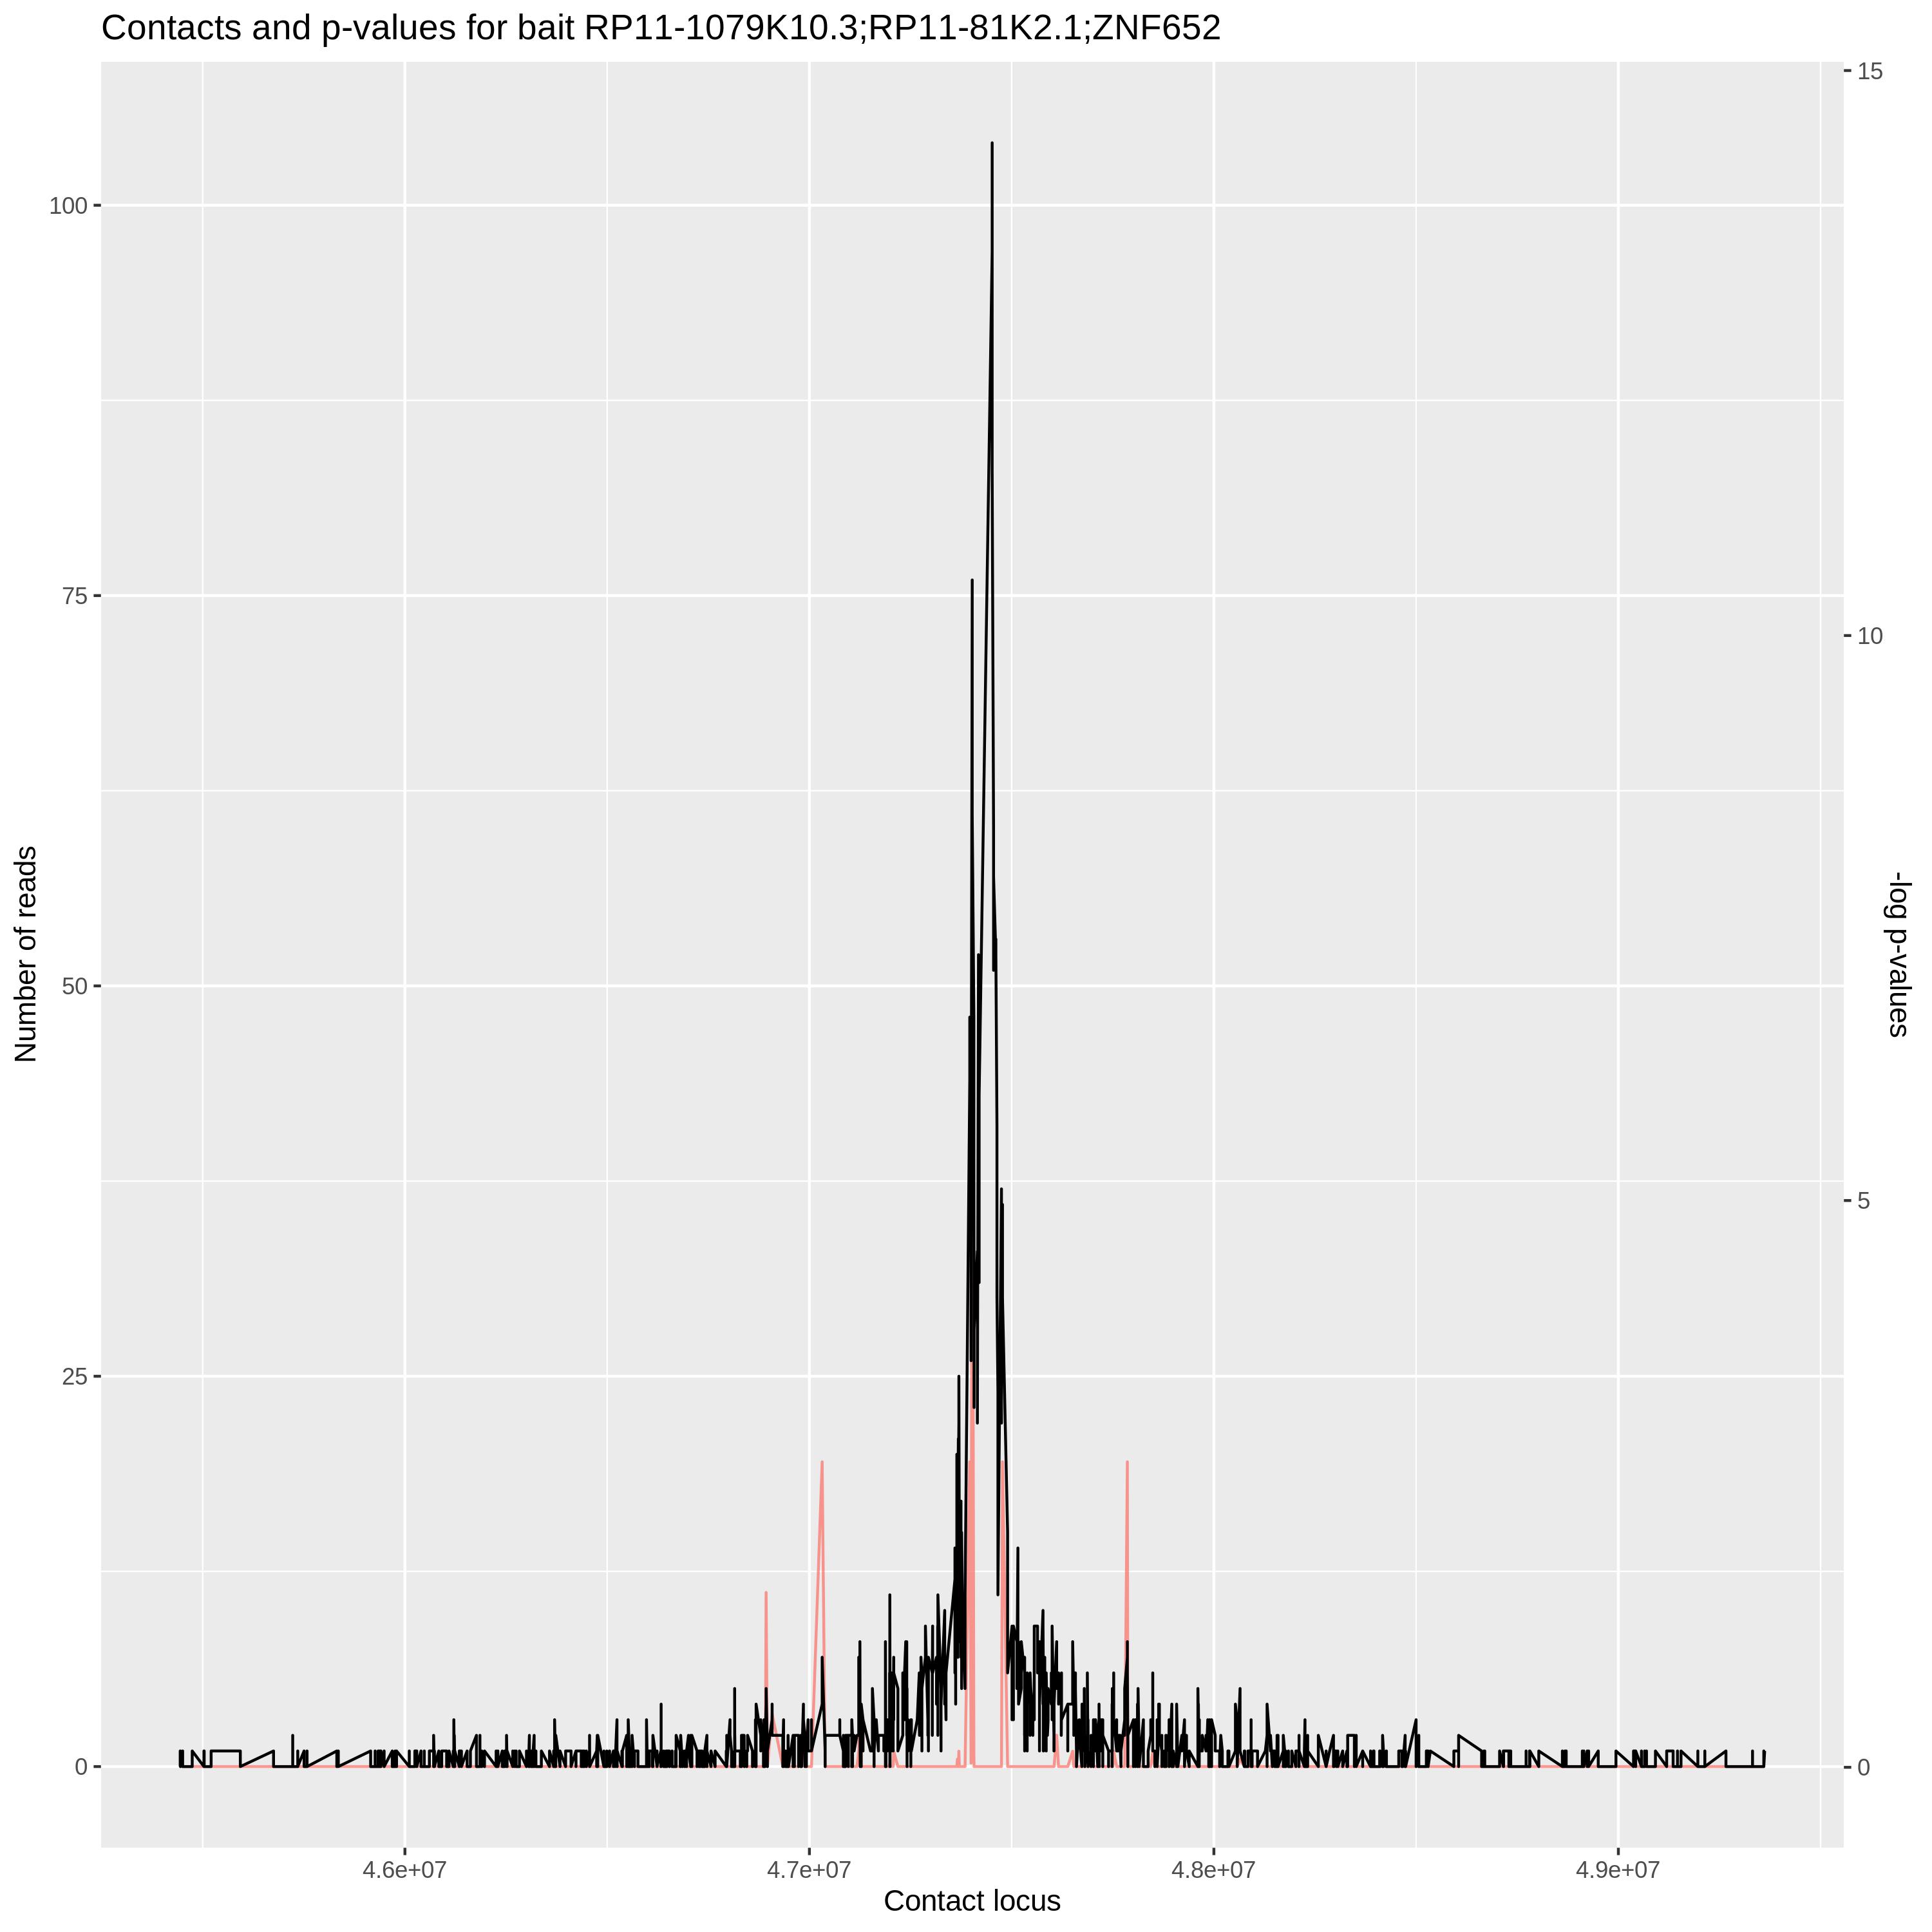 Contacts and p-values for bait RP11-1079K10.3;RP11-81K2.1;ZNF652
15
100
75
10
Number of reads
-log p-values
50
5
25
0
0
4.6e+07
4.7e+07
4.8e+07
4.9e+07
Contact locus